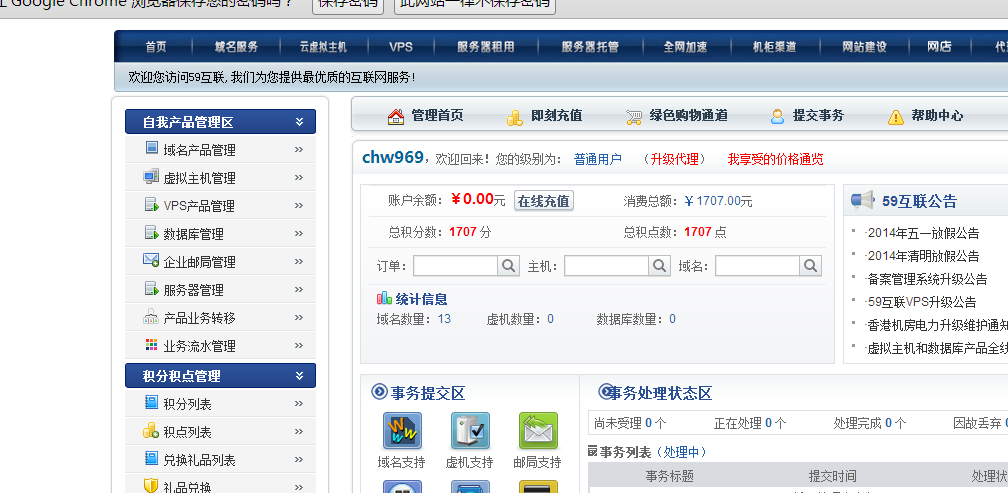 Google Chrome 浏览器保存您的密码吗？ 保存密码 此网站一律不保存密码
首页 域名服务 云虚拟主机 VPS 服务器租用 服务器托管 全网加速 机柜渠道 网站建设 网店
欢迎您访问59互联, 我们为您提供最优质的互联网服务!
管理首页 即刻充值 绿色购物通道 提交事务 帮助中心
自我产品管理区
域名产品管理
虚拟主机管理
VPS产品管理
数据库管理
企业邮局管理
服务器管理
产品业务转移
业务流水管理
积分积点管理
积分列表
积点列表
兑换礼品列表
礼品兑换
chw969，欢迎回来！您的级别为： 普通用户 （升级代理） 我享受的价格通览
账户余额：￥0.00元 在线充值 消费总额：￥1707.00元
总积分数：1707 分 总积点数：1707 点
订单： 主机： 域名：
统计信息
域名数量：13 虚机数量：0 数据库数量：0
59互联公告
·2014年五一放假公告
·2014年清明放假公告
·备案管理系统升级公告
·59互联VPS升级公告
·香港机房电力升级维护通知
·虚拟主机和数据库产品全线
事务提交区
域名支持 虚机支持 邮局支持
事务处理状态区
尚未受理 0 个 正在处理 0 个 处理完成 0 个 因故丢弃 0
事务列表（处理中）
事务标题 提交时间 处理状